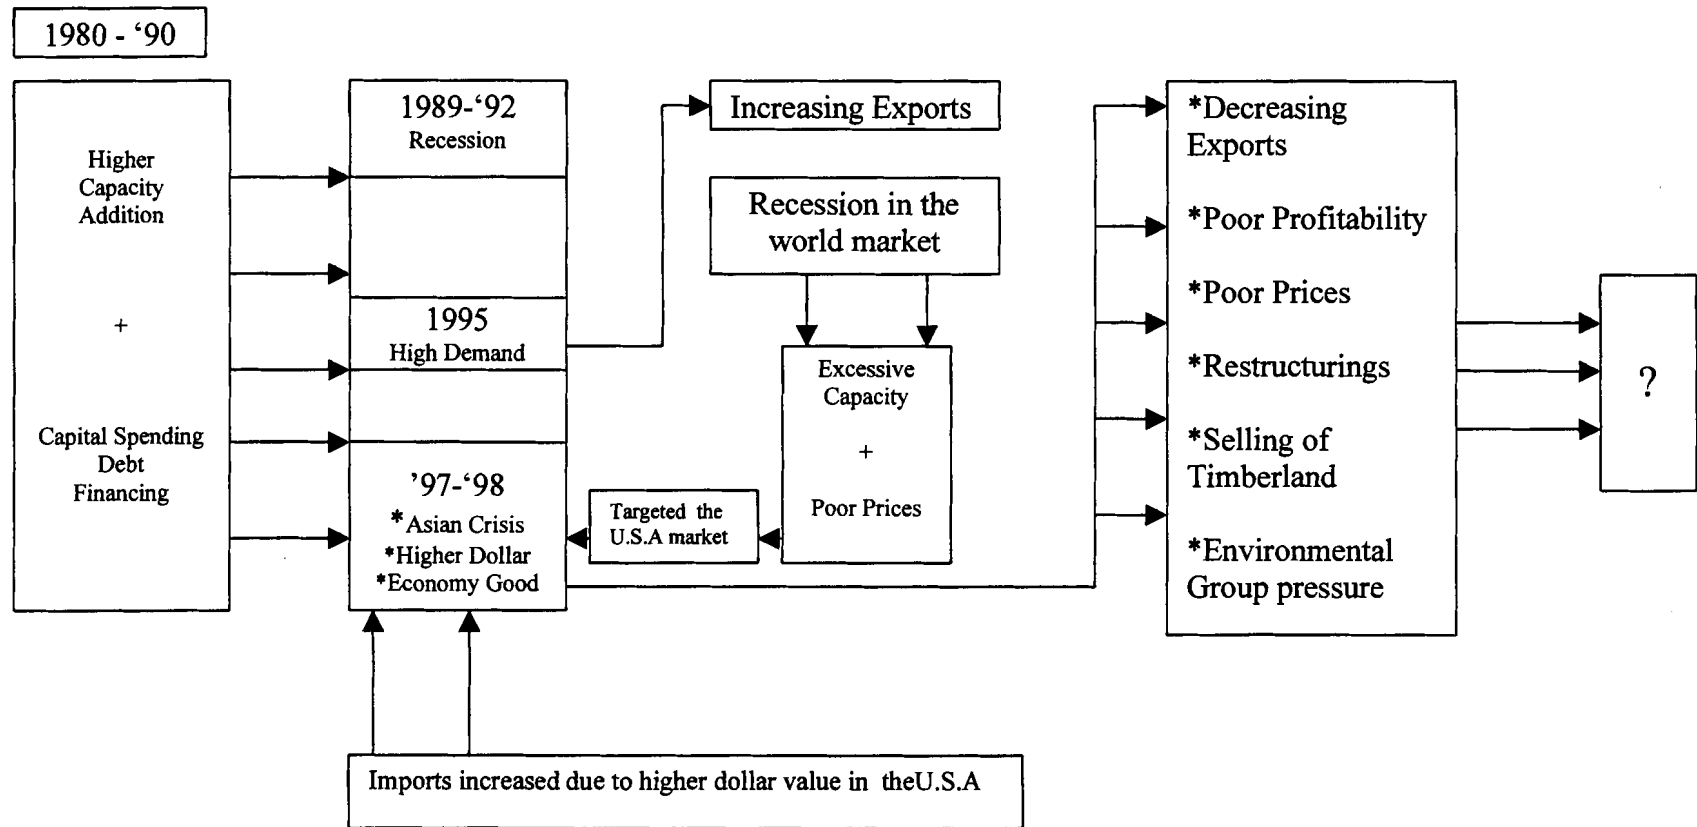 1980 - ‘90
Higher
Capacity
Addition
+
Capital Spending
Debt
Financing
1989-‘92
Recession
1995
High Demand
’97-‘98
*Asian Crisis
*Higher Dollar
*Economy Good
Increasing Exports
Recession in the
world market
Excessive
Capacity
+
Poor Prices
Targeted the
U.S.A market
*Decreasing
Exports
*Poor Profitability
*Poor Prices
*Restructurings
*Selling of
Timberland
*Environmental
Group pressure
?
Imports increased due to higher dollar value in theU.S.A